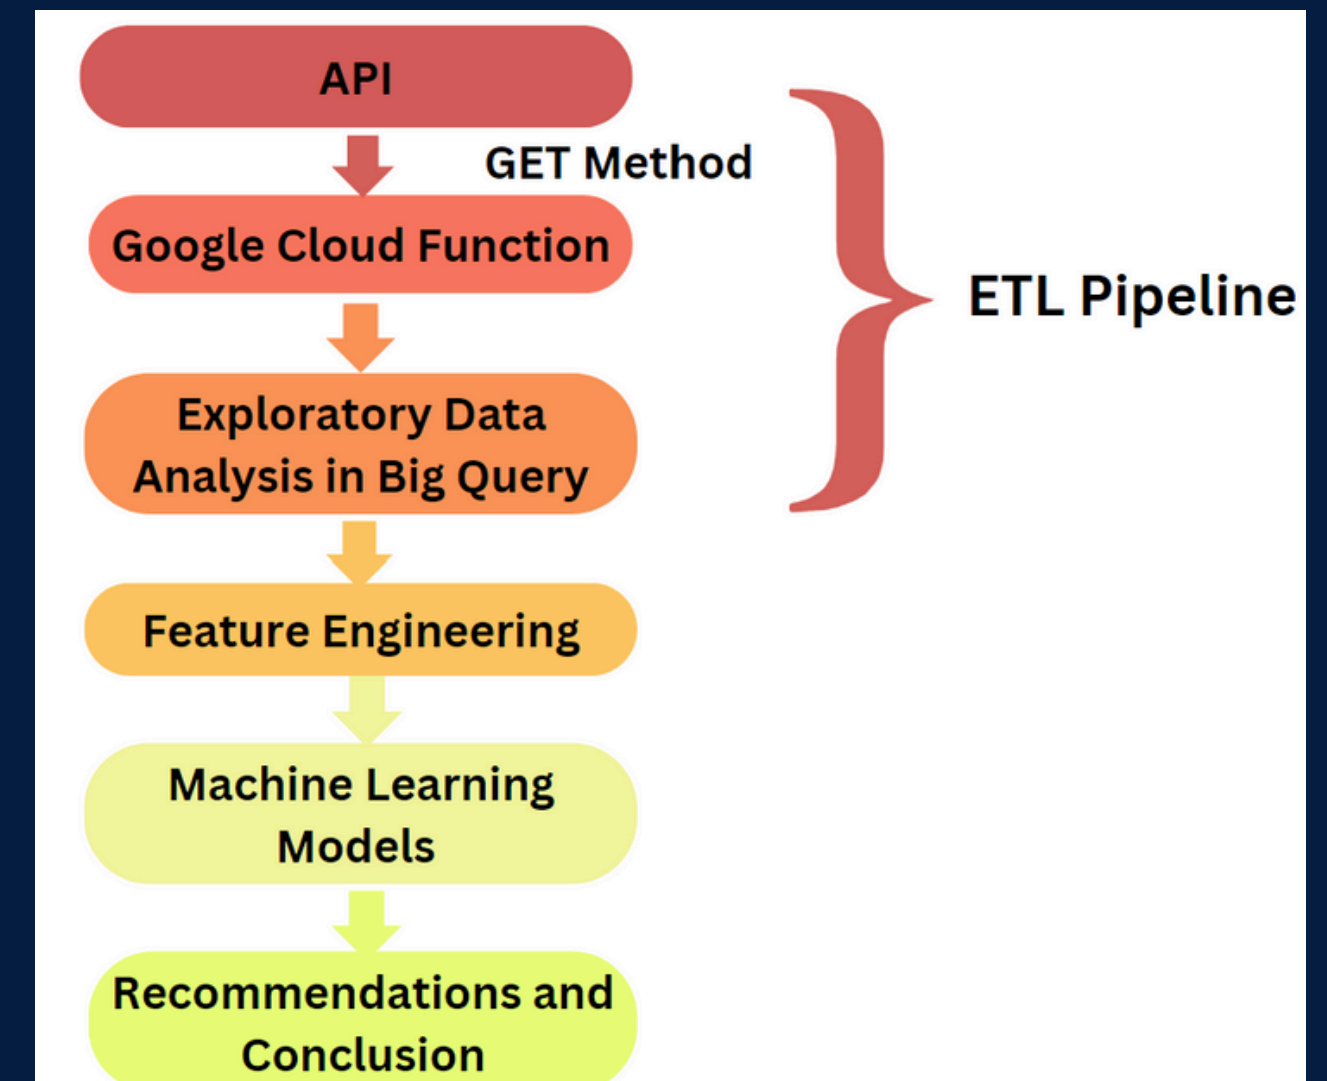 API
GET Method
Google Cloud Function
ETL Pipeline
Exploratory Data
Analysis in Big Query
Feature Engineering
Machine Learning
Models
Recommendations and
Conclusion